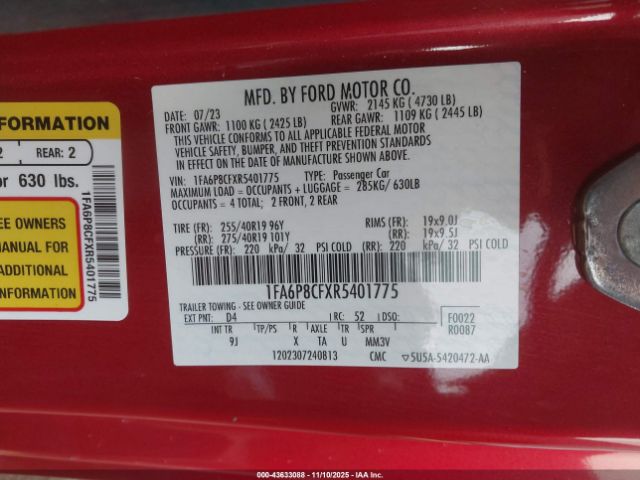 FORMATION
2 REAR: 2
or 630 lbs.
EE OWNERS
MANUAL FOR
ADDITIONAL
INFORMATION
1FA6P8CFXR5401775
MFD. BY FORD MOTOR CO.
DATE: 07/23 GVWR: 2145 KG ( 4730 LB)
FRONT GAWR: 1100 KG ( 2425 LB) REAR GAWR: 1109 KG ( 2445 LB)
THIS VEHICLE CONFORMS TO ALL APPLICABLE FEDERAL MOTOR
VEHICLE SAFETY, BUMPER, AND THEFT PREVENTION STANDARDS
IN EFFECT ON THE DATE OF MANUFACTURE SHOWN ABOVE.
VIN: 1FA6P8CFXR5401775 TYPE: Passenger Car
MAXIMUM LOAD = OCCUPANTS + LUGGAGE = 285KG/ 630LB
OCCUPANTS = 4 TOTAL; 2 FRONT, 2 REAR
TIRE (FR): 255/40R19 96Y RIMS (FR): 19x9.0J
(RR): 275/40R19 101Y (RR): 19x9.5J
PRESSURE (FR): 220 kPa/ 32 PSI COLD (RR): 220 kPa/ 32 PSI COLD
1FA6P8CFXR5401775
TRAILER TOWING - SEE OWNER GUIDE
EXT PNT: D4 RC: 52 DSO: F0022
INT TR TP/PS R AXLE TR SPR R0087
9J X TA U MM3V
1202307240813 CMC 5U5A-5420472-AA
000-43633088 - 11/10/2025 - IAA Inc.